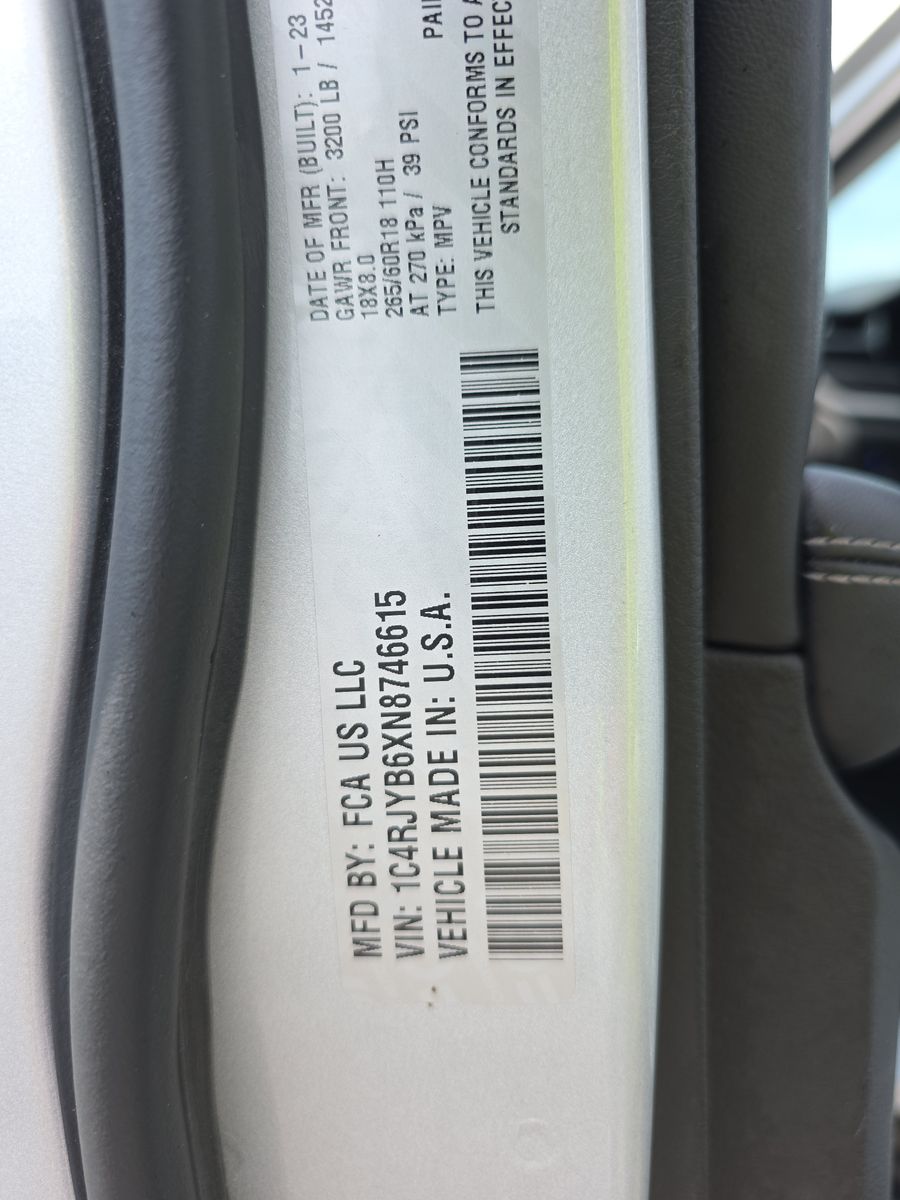 MFD BY: FCA US LLC
VIN: 1C4RJYB6XN8746615
VEHICLE MADE IN: U.S.A.
DATE OF MFR (BUILT): 1-23
GAWR FRONT: 3200 LB / 1452
18X8.0
265/60R18 110H
AT 270 kPa / 39 PSI
TYPE: MPV
THIS VEHICLE CONFORMS TO
STANDARDS IN